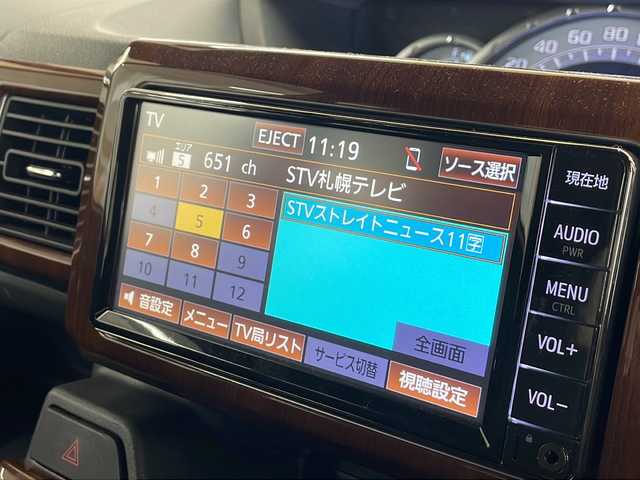 20 40 60 80
TV
EJECT
11:19
ソース選択
エリア
5
651 ch
STV札幌テレビ
1 2 3
4 5 6
7 8 9
10 11 12
STVストレイトニュース11🈑
全画面
音設定
メニュー
TV局リスト
サービス切替
視聴設定
現在地
AUDIO
PWR
MENU
CTRL
VOL+
VOL−